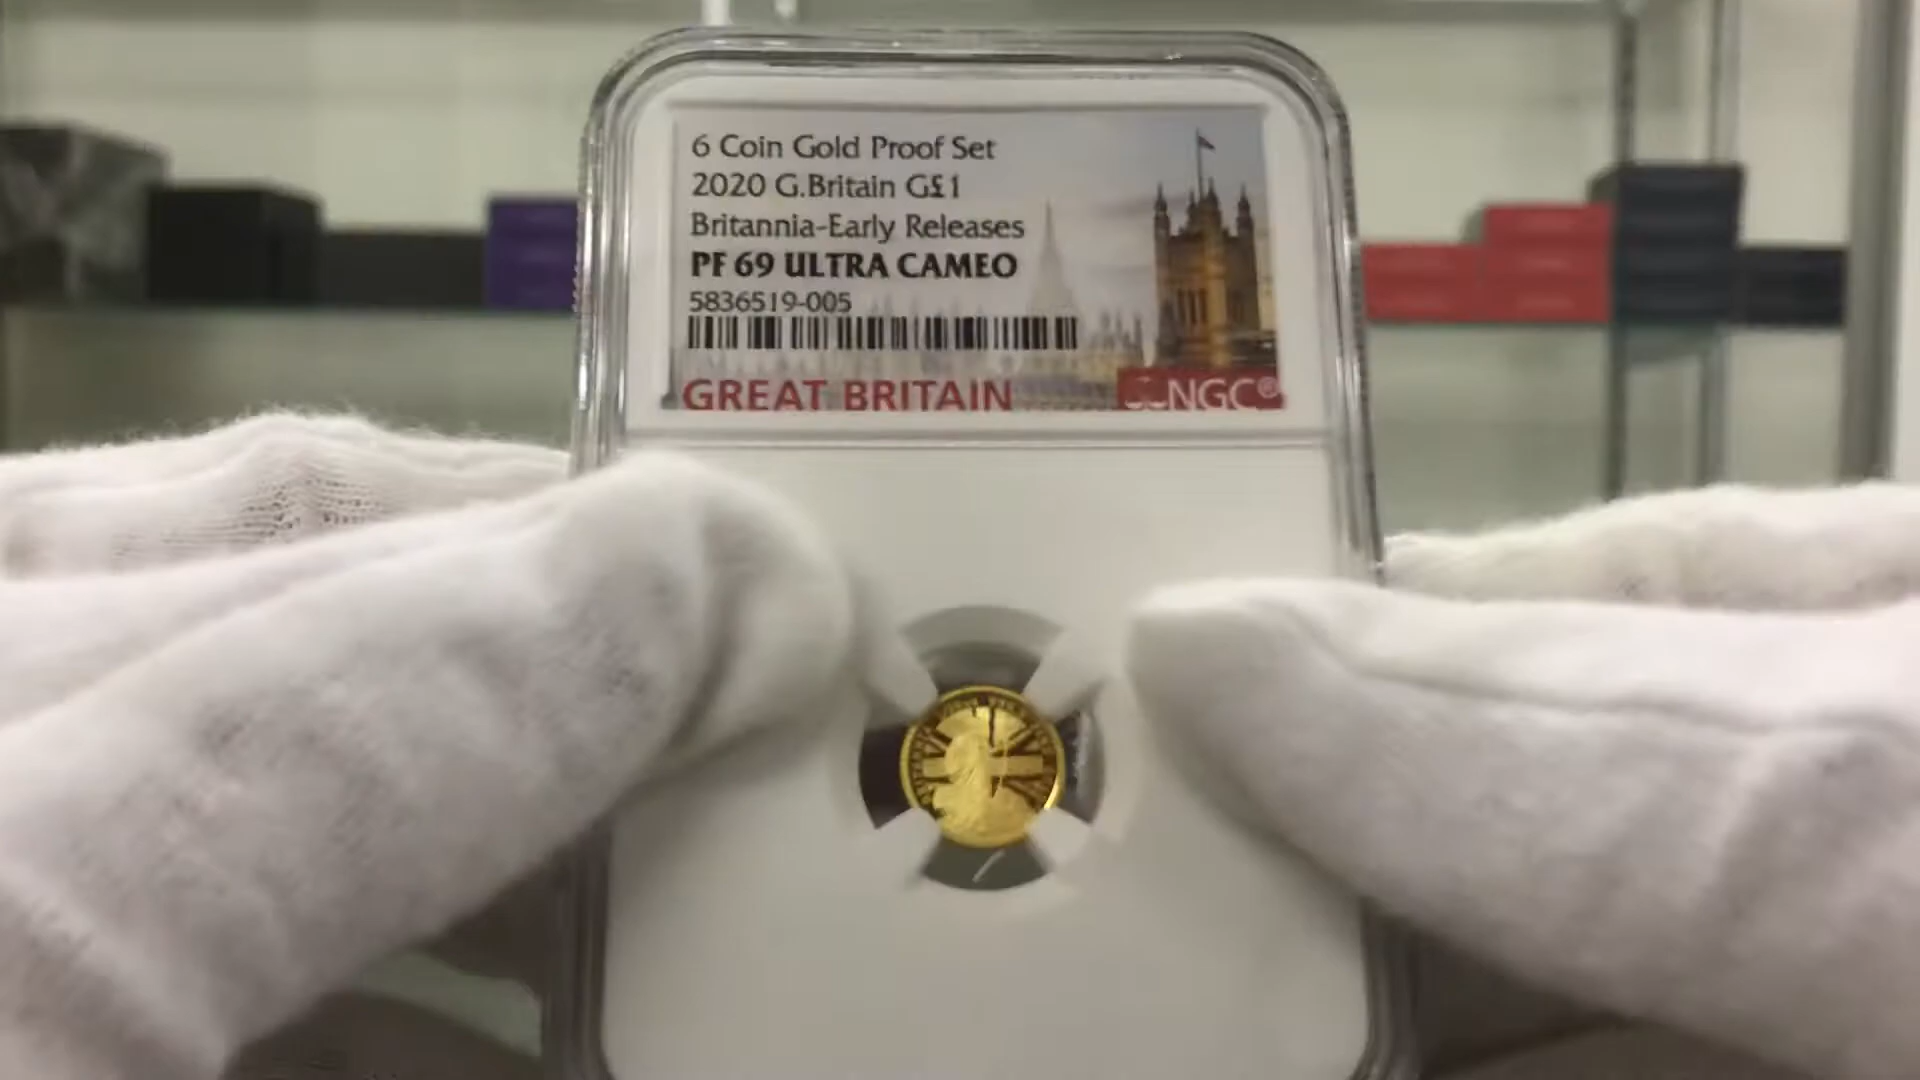 6 Coin Gold Proof Set
2020 G.Britain G£1
Britannia-Early Releases
PF 69 ULTRA CAMEO
5836519-005
GREAT BRITAIN
NGC®